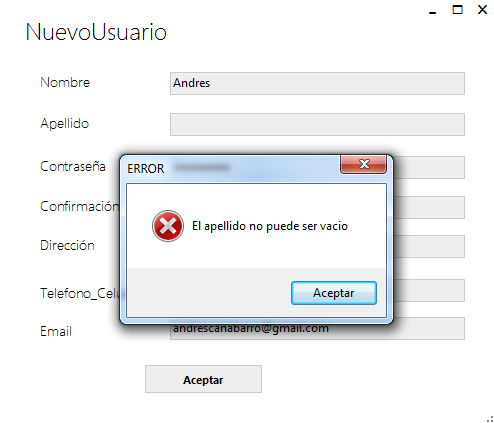 NuevoUsuario
Nombre
Andres
Apellido
Contraseña
Confirmación
Dirección
Telefono_Celu
Email
andrescanabarro@gmail.com
Aceptar
ERROR
El apellido no puede ser vacio
Aceptar